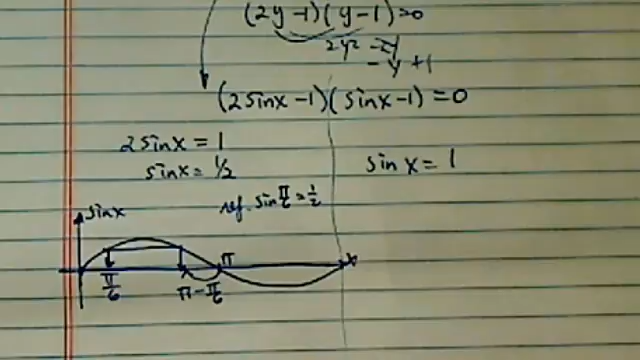 (2y-1)(y-1)=0
2y² -2y
- y +1
(2sinx-1)(sinx-1)=0
2sinx = 1
sinx = 1/2
sin x = 1
ref. sin π/6 = 1/2
sinx
π
x
π/6
π - π/6